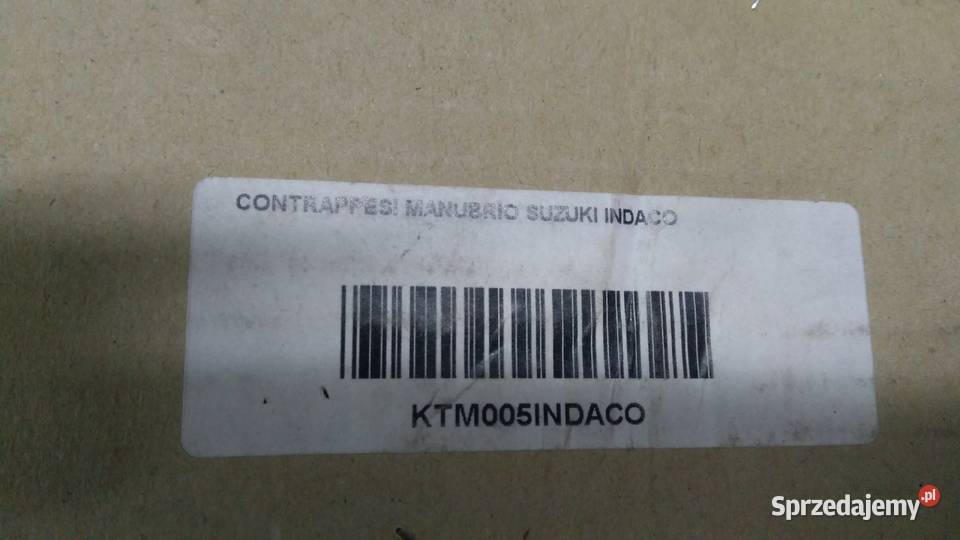 CONTRAPPESI MANUBRIO SUZUKI INDACO
KTM005INDACO
Sprzedajemy.pl